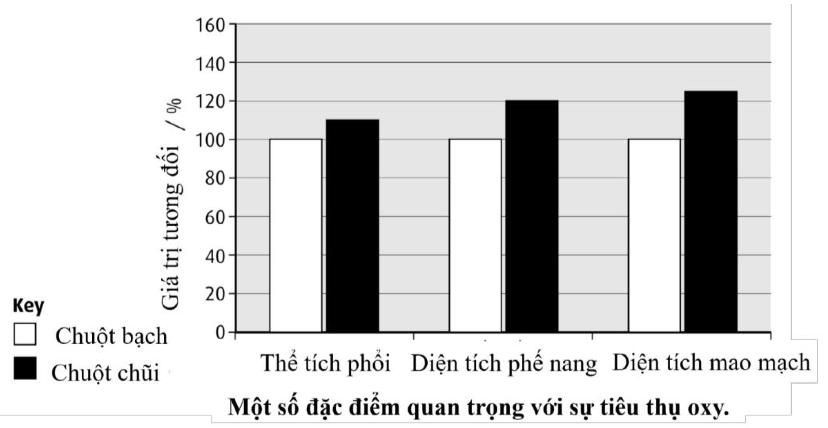 160
140
120
100
80
60
40
20
0
Giá trị tương đối / %
Key
Chuột bạch
Chuột chũi
Thể tích phổi Diện tích phế nang Diện tích mao mạch
Một số đặc điểm quan trọng với sự tiêu thụ oxy.